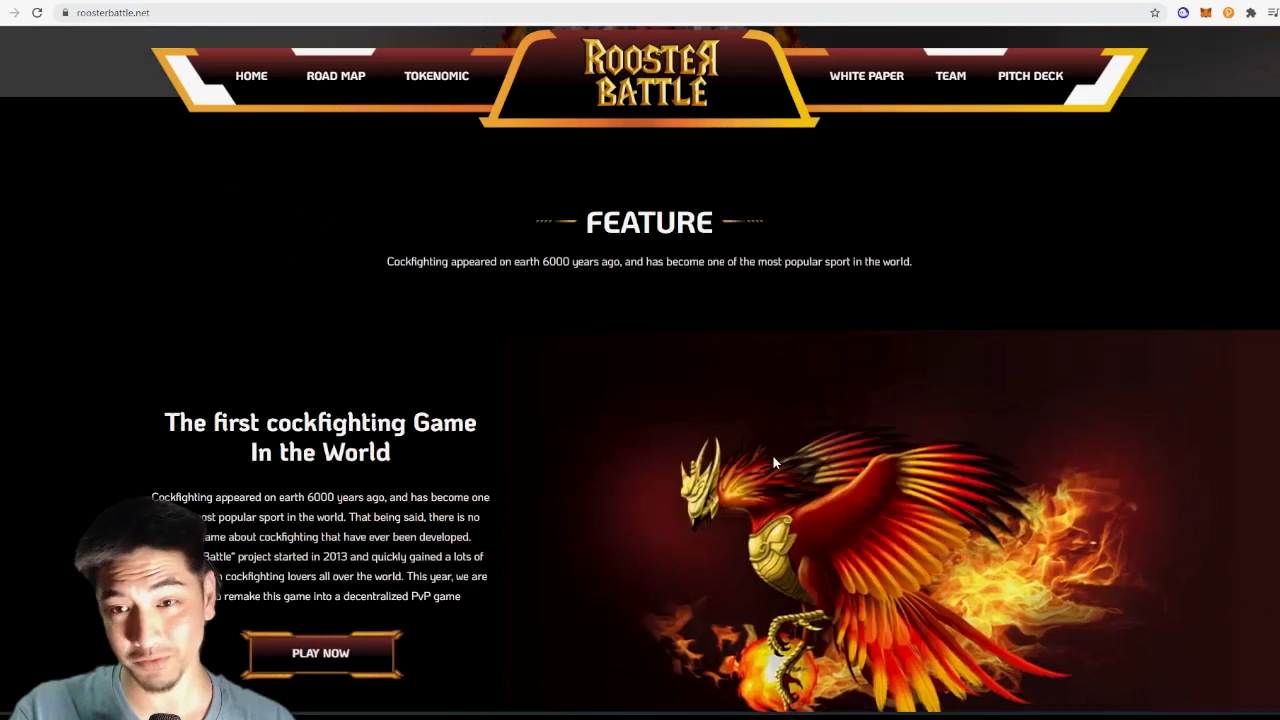 roosterbattle.net
HOME
ROAD MAP
TOKENOMIC
ROOSTER
BATTLE
WHITE PAPER
TEAM
PITCH DECK
FEATURE
Cockfighting appeared on earth 6000 years ago, and has become one of the most popular sport in the world.
The first cockfighting Game
In the World
Cockfighting appeared on earth 6000 years ago, and has become one
ost popular sport in the world. That being said, there is no
ame about cockfighting that have ever been developed.
Battle" project started in 2013 and quickly gained a lots of
cockfighting lovers all over the world. This year, we are
remake this game into a decentralized PvP game
PLAY NOW